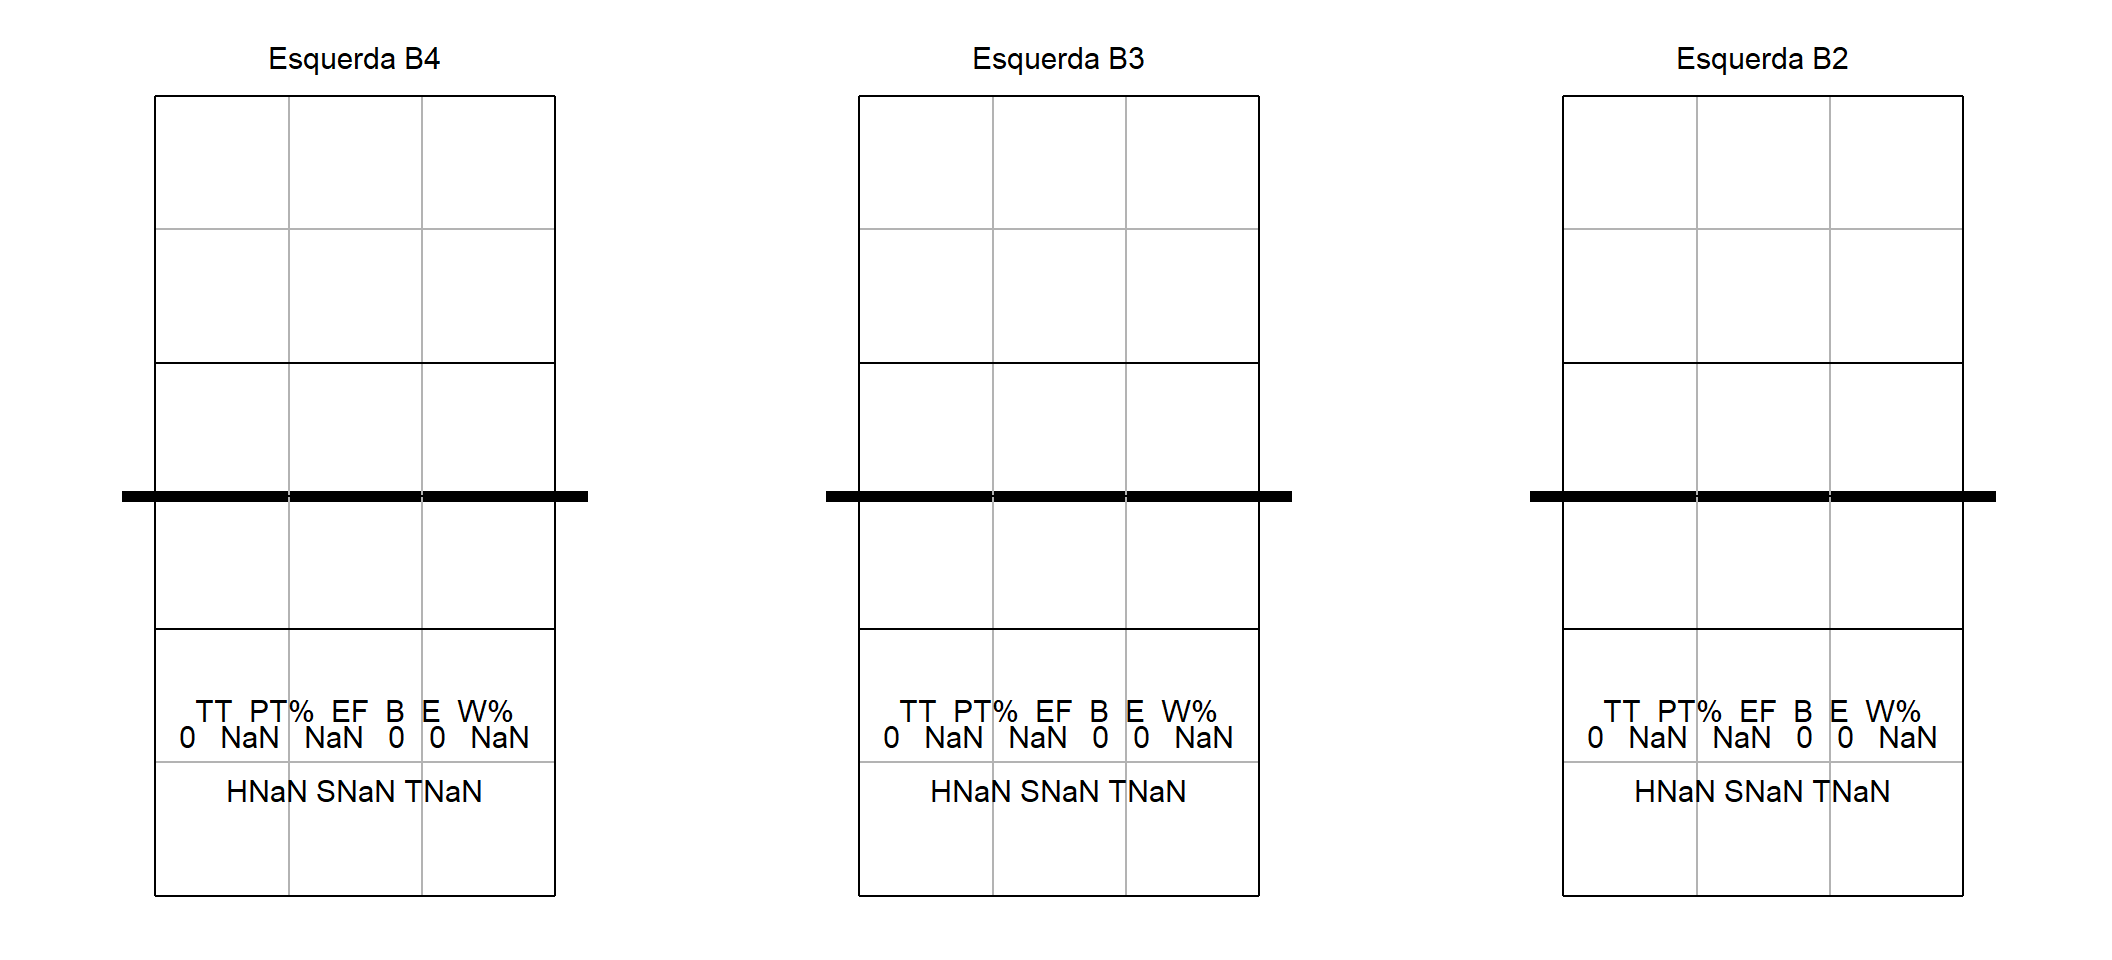 Esquerda B4
Esquerda B3
Esquerda B2
TT PT% EF B E W%
0 NaN NaN 0 0 NaN
HNaN SNaN TNaN
TT PT% EF B E W%
0 NaN NaN 0 0 NaN
HNaN SNaN TNaN
TT PT% EF B E W%
0 NaN NaN 0 0 NaN
HNaN SNaN TNaN